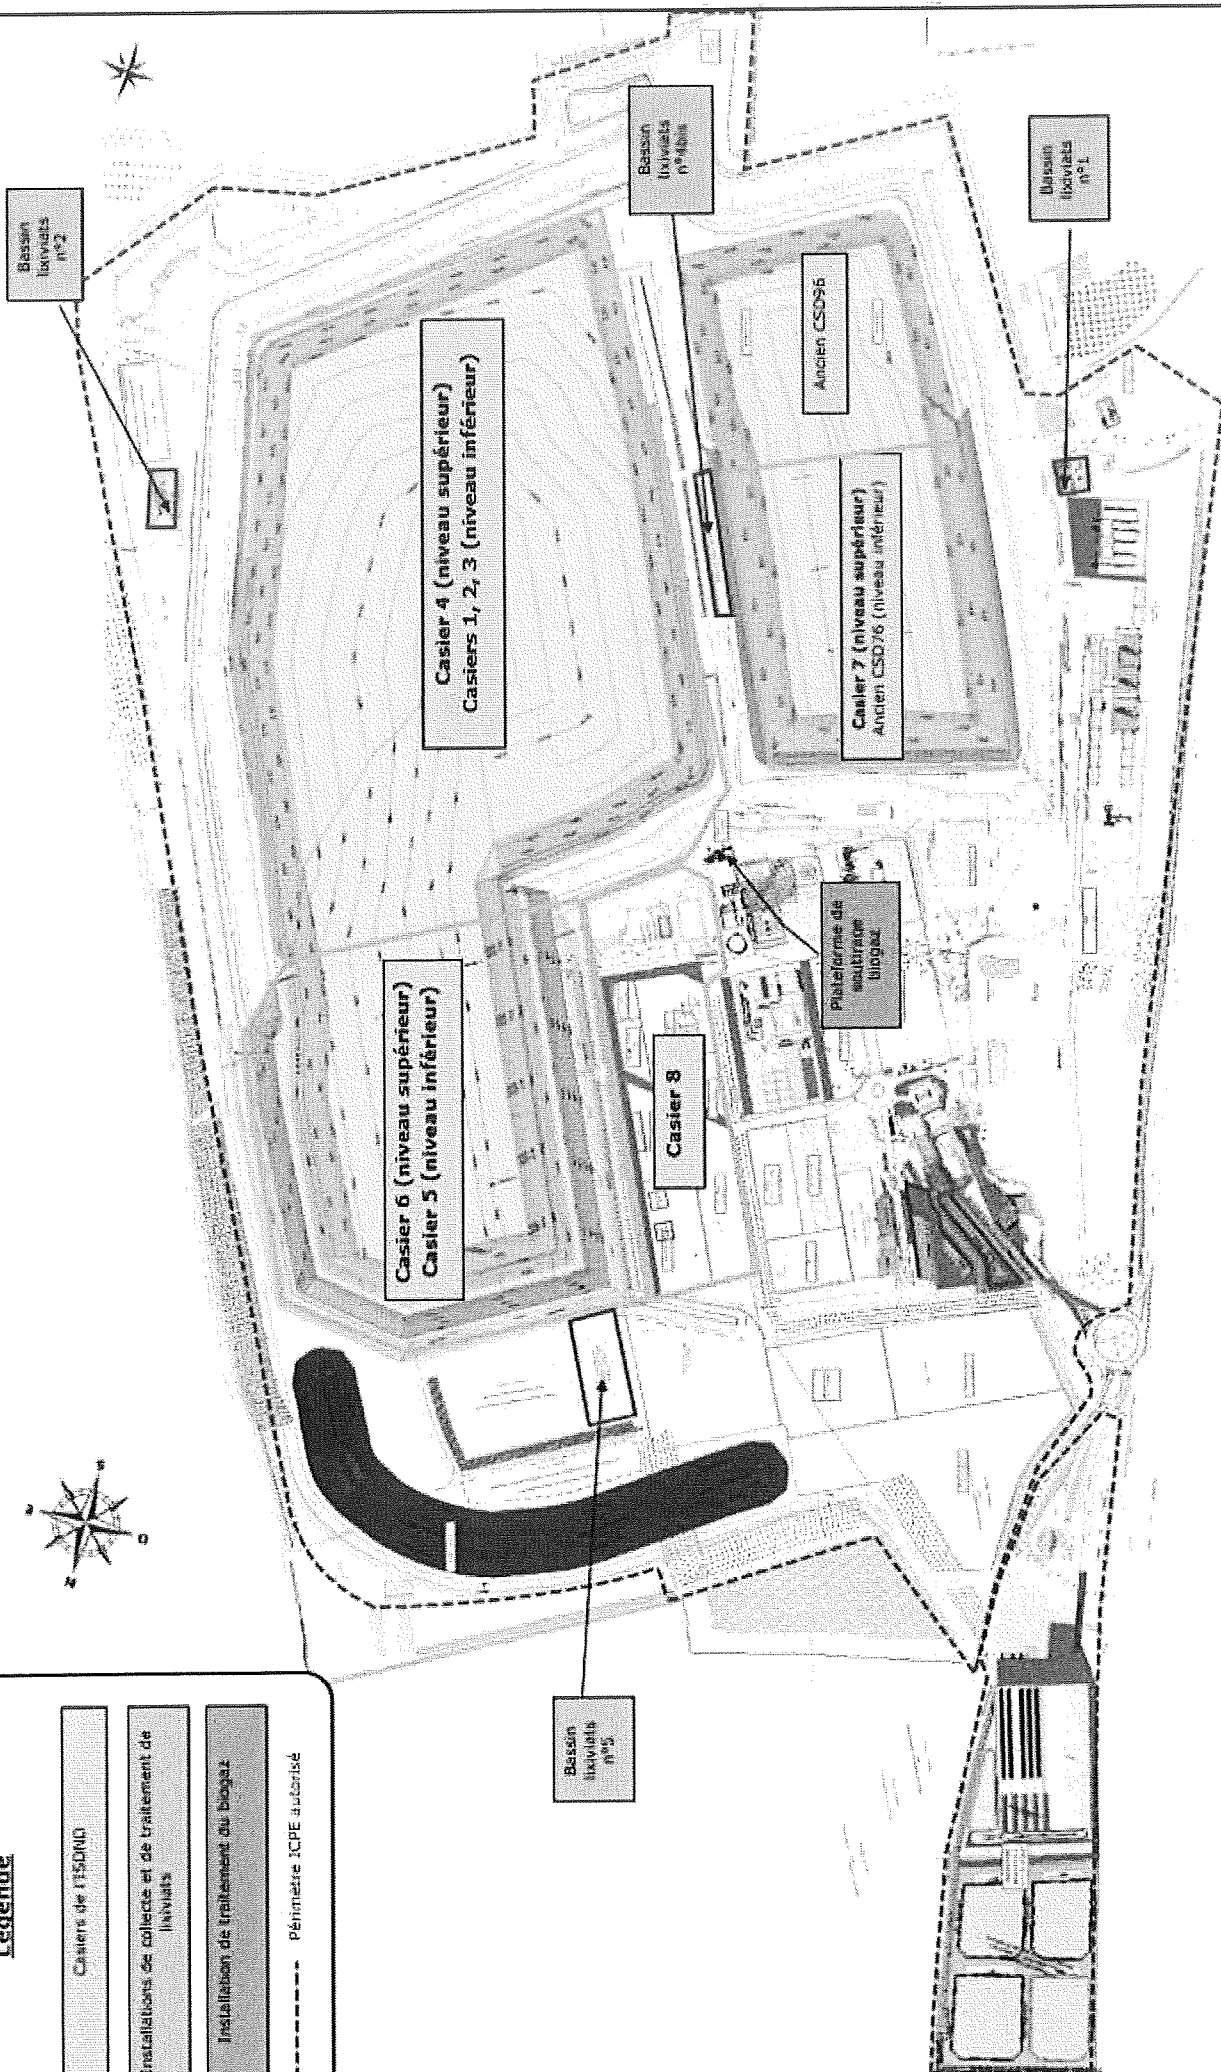 Bassin
lixiviats
n°2
Bassin
lixiviats
n°4bis
Bassin
lixiviats
n°1
Casier 4 (niveau supérieur)
Casiers 1, 2, 3 (niveau inférieur)
Ancien CSD96
Casier 7 (niveau supérieur)
Ancien CSD76 (niveau inférieur)
Casier 6 (niveau supérieur)
Casier 5 (niveau inférieur)
Casier 8
Plateforme de
soutirage
biogaz
Bassin
lixiviats
n°5
S
O
N
Légende
Casiers de l'ISDND
Installations de collecte et de traitement de
lixiviats
Installation de traitement du biogaz
Périmètre ICPE autorisé